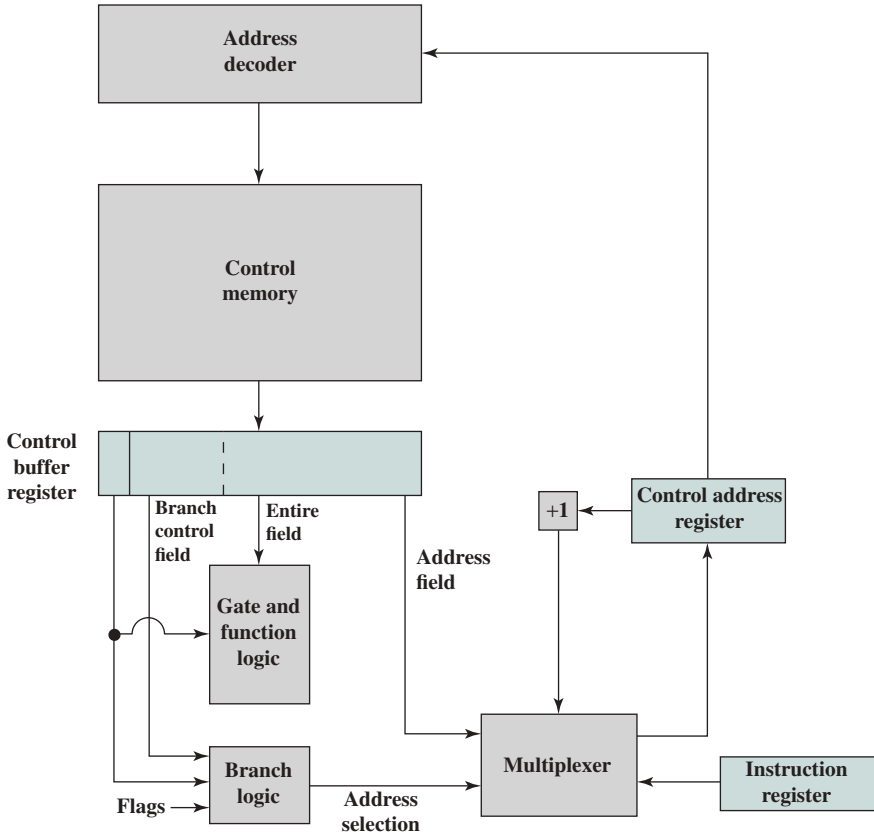 Address
decoder
Control
memory
Control
buffer
register
Branch
control
field
Entire
field
Address
field
+1
Control address
register
Gate and
function
logic
Multiplexer
Instruction
register
Branch
logic
Flags
Address
selection